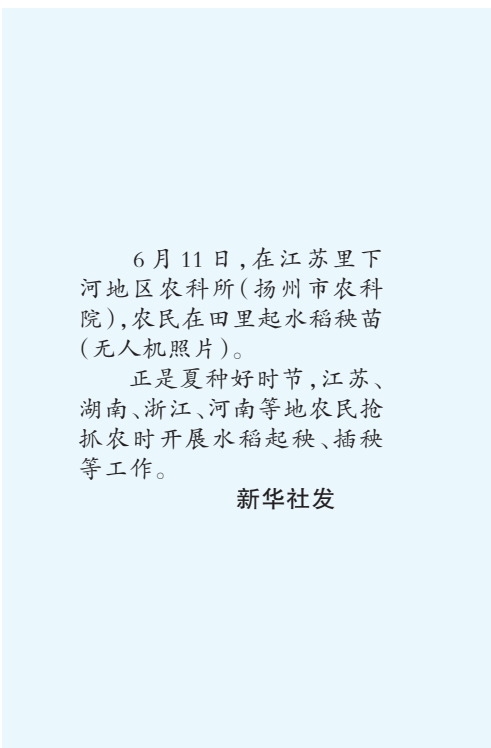 6月11日,在江苏里下
河地区农科所(扬州市农科
院),农民在田里起水稻秧苗
(无人机照片)。
正是夏种好时节,江苏、
湖南、浙江、河南等地农民抢
抓农时开展水稻起秧、插秧
等工作。
新华社发